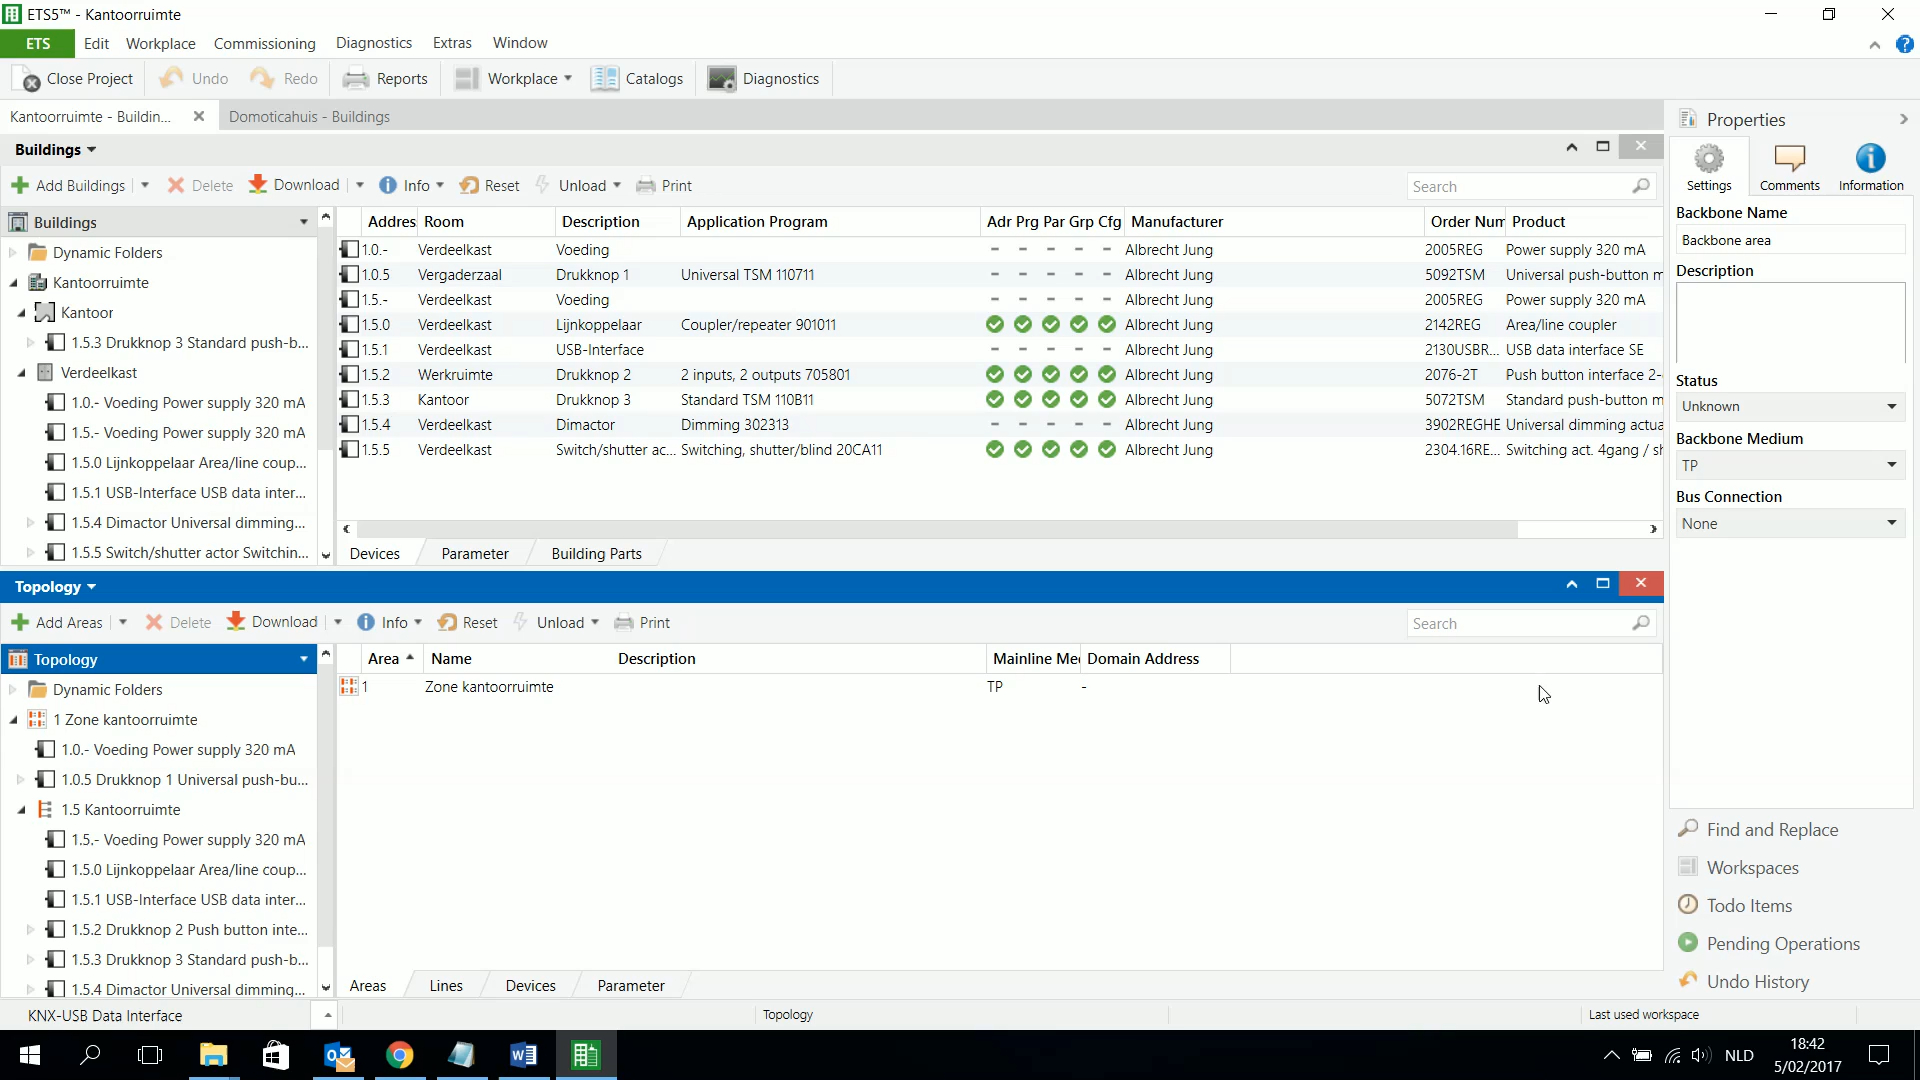 ETS5™ - Kantoorruimte
ETS Edit Workplace Commissioning Diagnostics Extras Window
Close Project Undo Redo Reports Workplace Catalogs Diagnostics
Kantoorruimte - Buildin... Domoticahuis - Buildings
Buildings
Add Buildings Delete Download Info Reset Unload Print Search
Buildings
Dynamic Folders
Kantoorruimte
Kantoor
1.5.3 Drukknop 3 Standard push-b...
Verdeelkast
1.0.- Voeding Power supply 320 mA
1.5.- Voeding Power supply 320 mA
1.5.0 Lijnkoppelaar Area/line coup...
1.5.1 USB-Interface USB data inter...
1.5.4 Dimactor Universal dimming...
1.5.5 Switch/shutter actor Switchin...
Addres Room Description Application Program Adr Prg Par Grp Cfg Manufacturer Order Num Product
1.0.- Verdeelkast Voeding - - - - - Albrecht Jung 2005REG Power supply 320 mA
1.0.5 Vergaderzaal Drukknop 1 Universal TSM 110711 - - - - - Albrecht Jung 5092TSM Universal push-button m
1.5.- Verdeelkast Voeding - - - - - Albrecht Jung 2005REG Power supply 320 mA
1.5.0 Verdeelkast Lijnkoppelaar Coupler/repeater 901011 Albrecht Jung 2142REG Area/line coupler
1.5.1 Verdeelkast USB-Interface - - - - - Albrecht Jung 2130USBR... USB data interface SE
1.5.2 Werkruimte Drukknop 2 2 inputs, 2 outputs 705801 Albrecht Jung 2076-2T Push button interface 2-
1.5.3 Kantoor Drukknop 3 Standard TSM 110B11 Albrecht Jung 5072TSM Standard push-button m
1.5.4 Verdeelkast Dimactor Dimming 302313 - - - - - Albrecht Jung 3902REGHE Universal dimming actua
1.5.5 Verdeelkast Switch/shutter ac... Switching, shutter/blind 20CA11 Albrecht Jung 2304.16RE... Switching act. 4gang / sh
Devices Parameter Building Parts
Topology
Add Areas Delete Download Info Reset Unload Print Search
Topology
Dynamic Folders
1 Zone kantoorruimte
1.0.- Voeding Power supply 320 mA
1.0.5 Drukknop 1 Universal push-bu...
1.5 Kantoorruimte
1.5.- Voeding Power supply 320 mA
1.5.0 Lijnkoppelaar Area/line coup...
1.5.1 USB-Interface USB data inter...
1.5.2 Drukknop 2 Push button inte...
1.5.3 Drukknop 3 Standard push-b...
1.5.4 Dimactor Universal dimming...
Area Name Description Mainline Me Domain Address
1 Zone kantoorruimte TP -
Areas Lines Devices Parameter
Properties
Settings Comments Information
Backbone Name
Backbone area
Description
Status
Unknown
Backbone Medium
TP
Bus Connection
None
Find and Replace
Workspaces
Todo Items
Pending Operations
Undo History
KNX-USB Data Interface Topology Last used workspace
NLD
18:42
5/02/2017